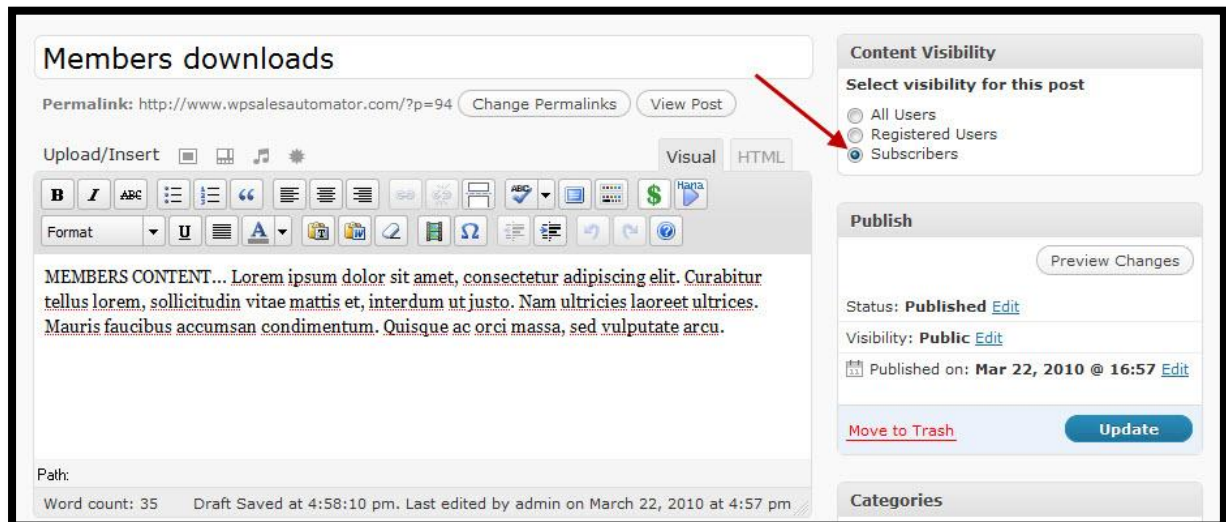 Members downloads
Permalink: http://www.wpsalesautomator.com/?p=94 Change Permalinks View Post
Upload/Insert
Visual HTML
B I ABC ABC $ Hana
Format U A T W Ω
MEMBERS CONTENT... Lorem ipsum dolor sit amet, consectetur adipiscing elit. Curabitur
tellus lorem, sollicitudin vitae mattis et, interdum ut justo. Nam ultricies laoreet ultrices.
Mauris faucibus accumsan condimentum. Quisque ac orci massa, sed vulputate arcu.
Path:
Word count: 35 Draft Saved at 4:58:10 pm. Last edited by admin on March 22, 2010 at 4:57 pm
Content Visibility
Select visibility for this post
All Users
Registered Users
Subscribers
Publish
Preview Changes
Status: Published Edit
Visibility: Public Edit
Published on: Mar 22, 2010 @ 16:57 Edit
Move to Trash Update
Categories